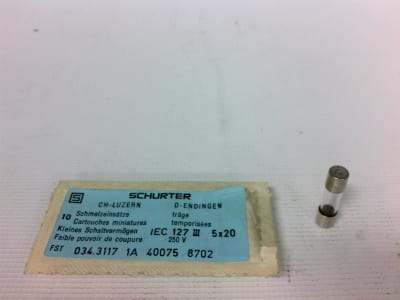 SCHURTER
CH-LUZERN D-ENDINGEN
10 Schmelzeinsätze träge
Cartouches miniatures temporisées
Kleines Schaltvermögen IEC 127 III 5x20
Faible pouvoir de coupure 250 V
FST 034.3117 1A 40075 8702